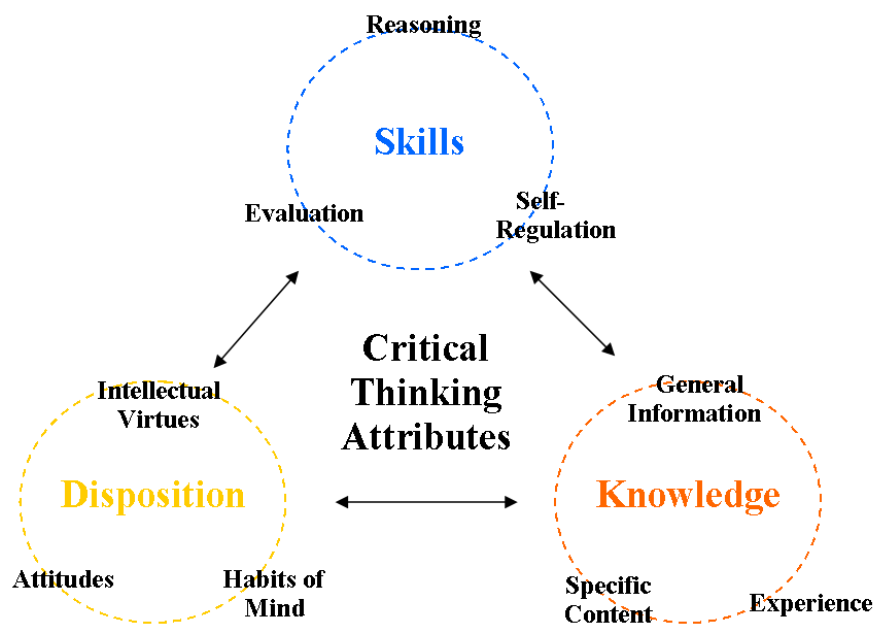 Reasoning
Skills
Evaluation
Self-
Regulation
Critical
Thinking
Attributes
Intellectual
Virtues
Disposition
Attitudes
Habits of
Mind
General
Information
Knowledge
Specific
Content
Experience